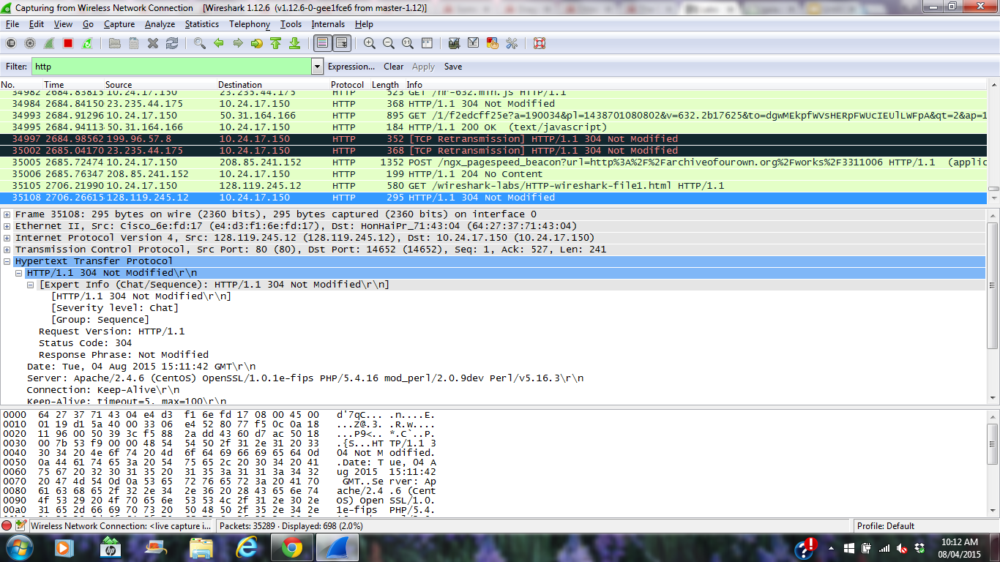 Capturing from Wireless Network Connection [Wireshark 1.12.6 (v1.12.6-0-gee1fce6 from master-1.12)]
File Edit View Go Capture Analyze Statistics Telephony Tools Internals Help
Filter: http Expression... Clear Apply Save
No. Time Source Destination Protocol Length Info
34982 2684.83815 10.24.17.150 23.235.44.175 HTTP 523 GET /nr-632.min.js HTTP/1.1
34984 2684.84150 23.235.44.175 10.24.17.150 HTTP 368 HTTP/1.1 304 Not Modified
34993 2684.91296 10.24.17.150 50.31.164.166 HTTP 895 GET /1/f2edcff25e?a=190034&pl=1438701080802&v=632.2b17625&to=dgwMEkpfWVsHERpFWUcIEUlLWFpA&qt=2&ap=1
34995 2684.94113 50.31.164.166 10.24.17.150 HTTP 184 HTTP/1.1 200 OK (text/javascript)
34997 2684.98562 199.96.57.8 10.24.17.150 HTTP 352 [TCP Retransmission] HTTP/1.1 304 Not Modified
35002 2685.04170 23.235.44.175 10.24.17.150 HTTP 368 [TCP Retransmission] HTTP/1.1 304 Not Modified
35005 2685.72474 10.24.17.150 208.85.241.152 HTTP 1352 POST /ngx_pagespeed_beacon?url=http%3A%2F%2Farchiveofourown.org%2Fworks%2F3311006 HTTP/1.1 (applic
35006 2685.76347 208.85.241.152 10.24.17.150 HTTP 199 HTTP/1.1 204 No Content
35105 2706.21990 10.24.17.150 128.119.245.12 HTTP 580 GET /wireshark-labs/HTTP-wireshark-file1.html HTTP/1.1
35108 2706.26615 128.119.245.12 10.24.17.150 HTTP 295 HTTP/1.1 304 Not Modified
Frame 35108: 295 bytes on wire (2360 bits), 295 bytes captured (2360 bits) on interface 0
Ethernet II, Src: Cisco_6e:fd:17 (e4:d3:f1:6e:fd:17), Dst: HonHaiPr_71:43:04 (64:27:37:71:43:04)
Internet Protocol Version 4, Src: 128.119.245.12 (128.119.245.12), Dst: 10.24.17.150 (10.24.17.150)
Transmission Control Protocol, Src Port: 80 (80), Dst Port: 14652 (14652), Seq: 1, Ack: 527, Len: 241
Hypertext Transfer Protocol
HTTP/1.1 304 Not Modified\r\n
[Expert Info (Chat/Sequence): HTTP/1.1 304 Not Modified\r\n]
[HTTP/1.1 304 Not Modified\r\n]
[Severity level: Chat]
[Group: Sequence]
Request Version: HTTP/1.1
Status Code: 304
Response Phrase: Not Modified
Date: Tue, 04 Aug 2015 15:11:42 GMT\r\n
Server: Apache/2.4.6 (CentOS) OpenSSL/1.0.1e-fips PHP/5.4.16 mod_perl/2.0.9dev Perl/v5.16.3\r\n
Connection: Keep-Alive\r\n
Keep-Alive: timeout=5, max=100\r\n
0000 64 27 37 71 43 04 e4 d3 f1 6e fd 17 08 00 45 00 d'7qC... .n....E.
0010 01 19 d1 5a 40 00 33 06 e4 52 80 77 f5 0c 0a 18 ...Z@.3. .R.w....
0020 11 96 00 50 39 3c f5 88 2a dd 43 60 d7 ac 50 18 ...P9<.. *.C`..P.
0030 00 7b 53 f9 00 00 48 54 54 50 2f 31 2e 31 20 33 .{S...HT TP/1.1 3
0040 30 34 20 4e 6f 74 20 4d 6f 64 69 66 69 65 64 0d 04 Not M odified.
0050 0a 44 61 74 65 3a 20 54 75 65 2c 20 30 34 20 41 .Date: T ue, 04 A
0060 75 67 20 32 30 31 35 20 31 35 3a 31 31 3a 34 32 ug 2015 15:11:42
0070 20 47 4d 54 0d 0a 53 65 72 76 65 72 3a 20 41 70 GMT..Se rver: Ap
0080 61 63 68 65 2f 32 2e 34 2e 36 20 28 43 65 6e 74 ache/2.4 .6 (Cent
0090 4f 53 29 20 4f 70 65 6e 53 53 4c 2f 31 2e 30 2e OS) Open SSL/1.0.
00a0 31 65 2d 66 69 70 73 20 50 48 50 2f 35 2e 34 2e 1e-fips PHP/5.4.
Wireless Network Connection: <live capture i... Packets: 35289 · Displayed: 698 (2.0%) Profile: Default
10:12 AM
08/04/2015